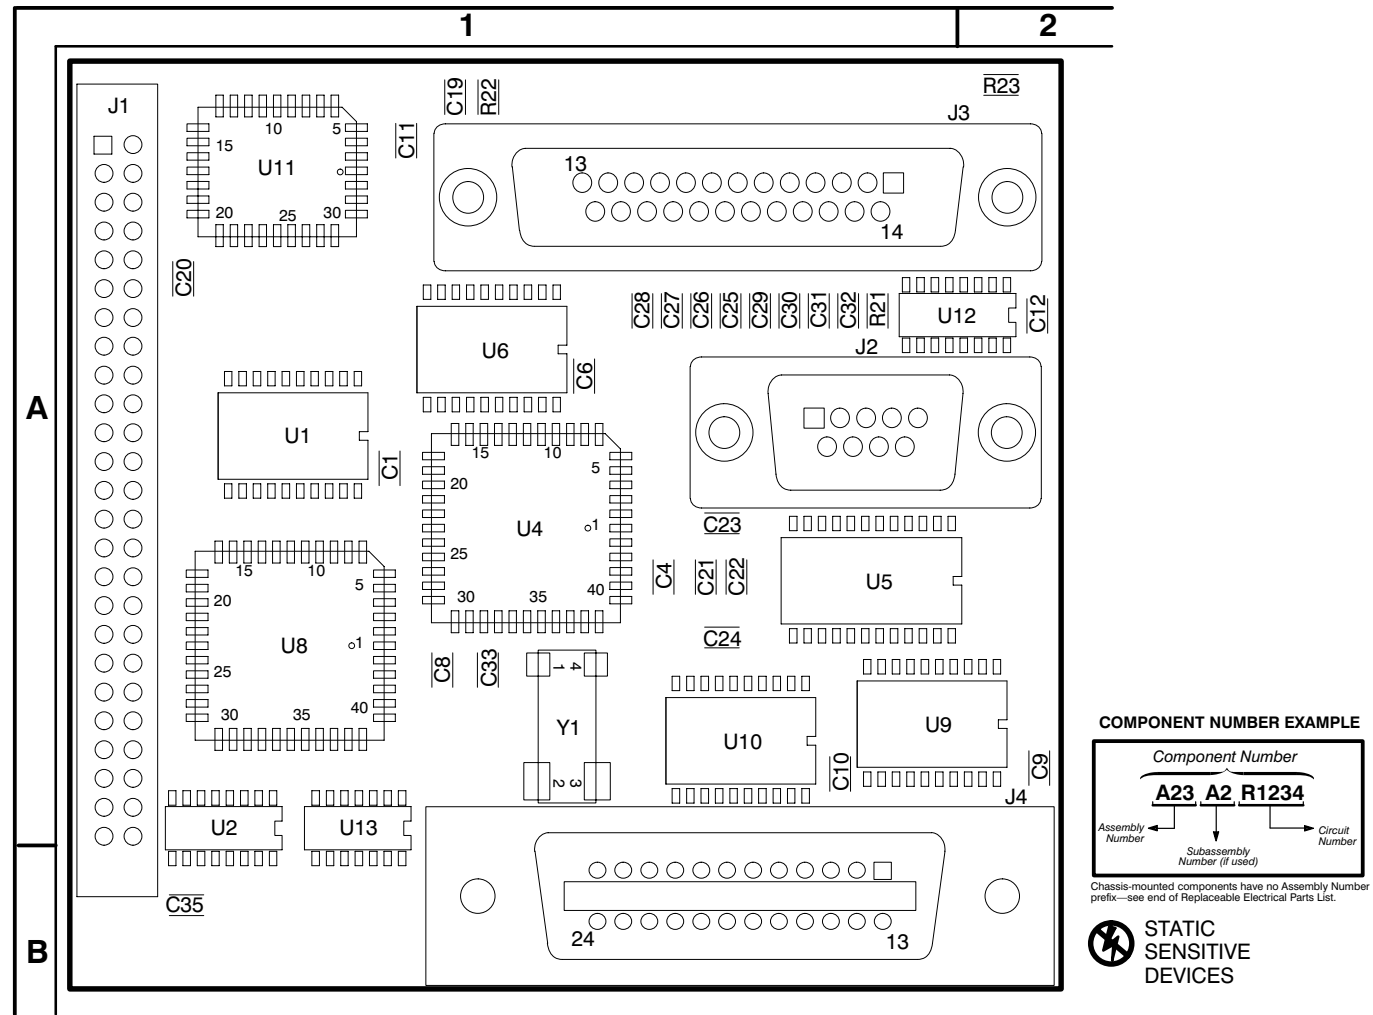 1 2
C19 R22 R23
J1 J3
10 5 C11
15
U11 13
20 25 30
14
C20
C28 C27 C26 C25 C29 C30 C31 C32 R21 U12 C12
U6 J2
C6
A
U1
15 10
C1 5
20
U4 1
C23
25
15 10
5 C4 C21 C22 U5
20 30 35 40
U8 1
C24
C8 C33 1 4
25
30 35 40
Y1 U10 U9
COMPONENT NUMBER EXAMPLE
Component Number
C10 C9
2 3
A23 A2 R1234
J4
U2 U13
Assembly
Number
Circuit
Number
Subassembly
Number (if used)
Chassis-mounted components have no Assembly Number
prefix—see end of Replaceable Electrical Parts List.
C35
24 13
B
STATIC
SENSITIVE
DEVICES